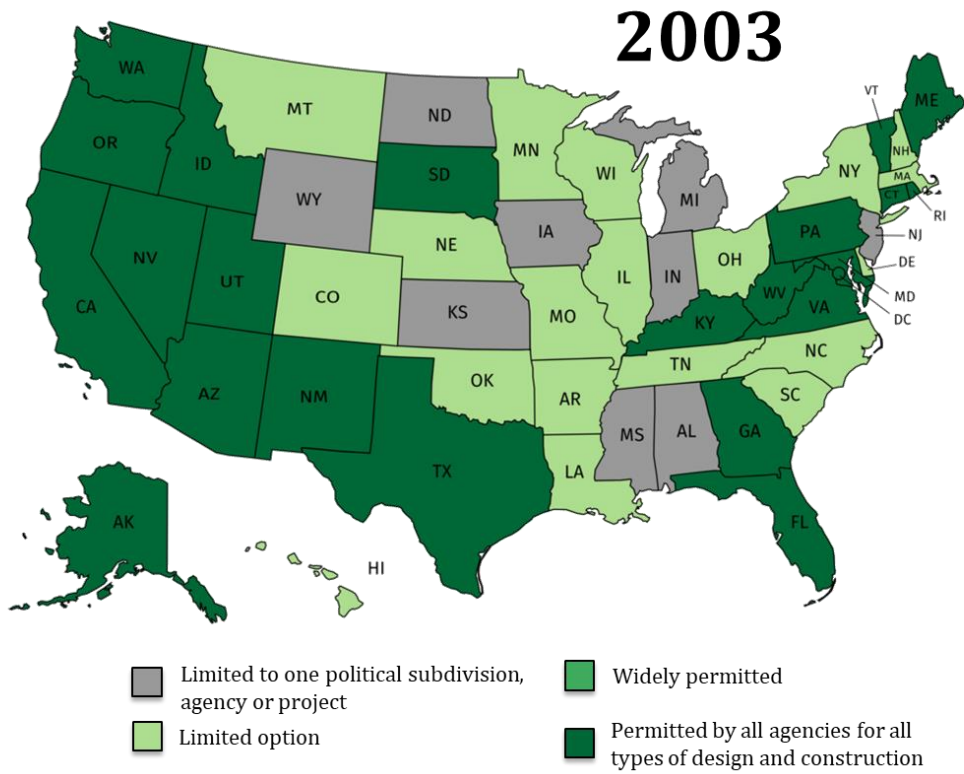 2003
WA
OR
ID
MT
ND
MN
WY
SD
WI
MI
NV
UT
CA
CO
NE
IA
KS
IL
IN
OH
MO
KY
WV
VA
PA
NY
VT
ME
NH
MA
CT
RI
NJ
DE
MD
DC
AZ
NM
OK
AR
TN
NC
SC
TX
LA
MS
AL
GA
FL
AK
HI
Limited to one political subdivision,
agency or project
Limited option
Widely permitted
Permitted by all agencies for all
types of design and construction